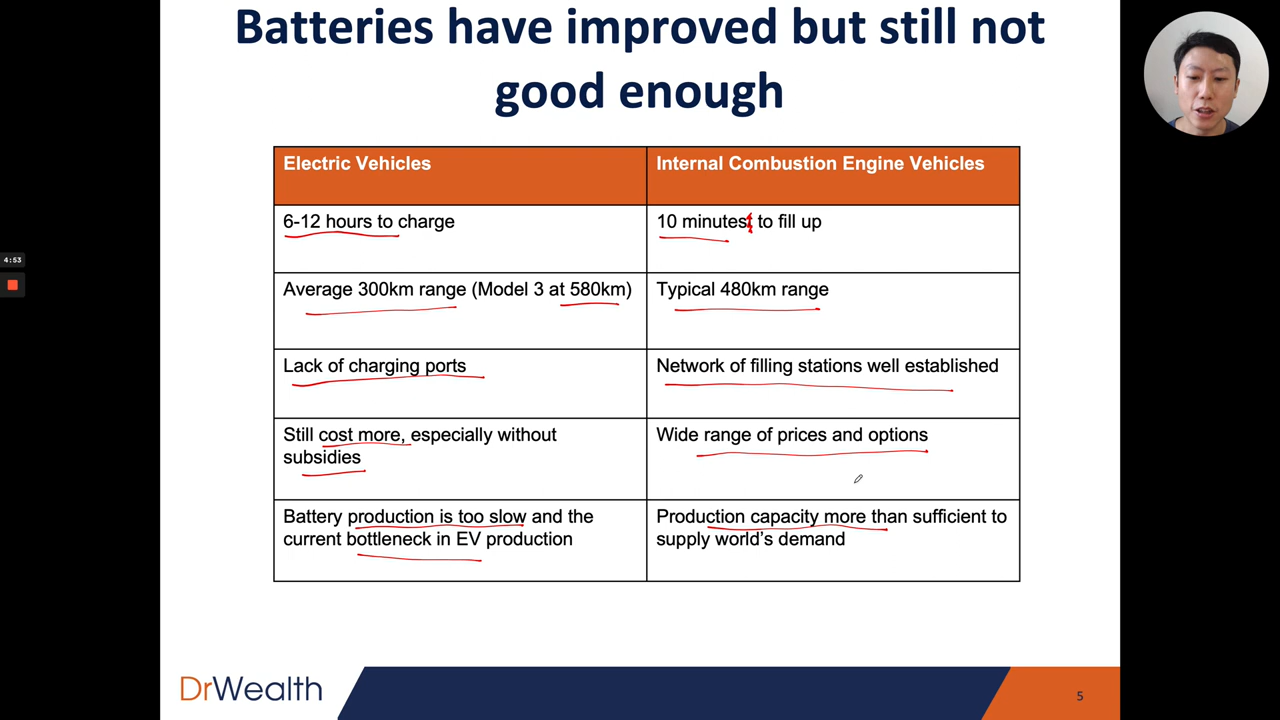 Batteries have improved but still not
good enough
Electric Vehicles
Internal Combustion Engine Vehicles
6-12 hours to charge
10 minutest to fill up
4:53
Average 300km range (Model 3 at 580km)
Typical 480km range
Lack of charging ports
Network of filling stations well established
Still cost more, especially without
subsidies
Wide range of prices and options
Battery production is too slow and the
current bottleneck in EV production
Production capacity more than sufficient to
supply world’s demand
DrWealth
5